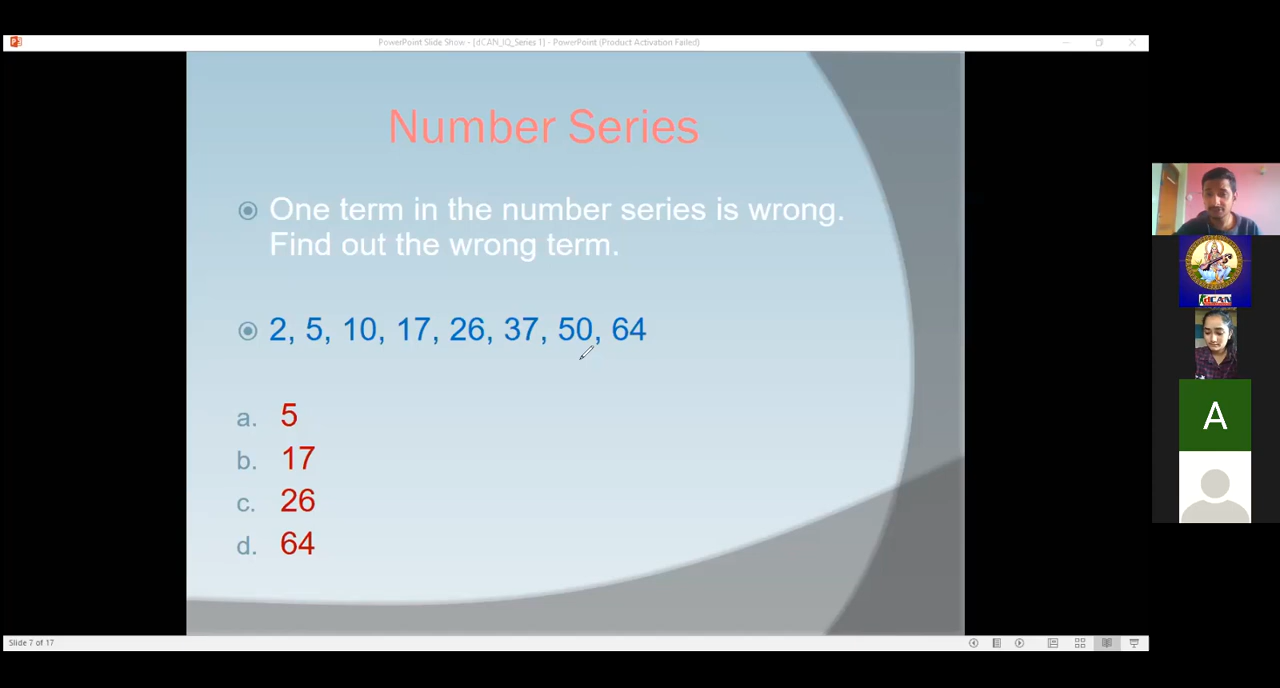 PowerPoint Slide Show - [dCAN_IQ_Series 1] - PowerPoint (Product Activation Failed)
Number Series
One term in the number series is wrong.
Find out the wrong term.
2, 5, 10, 17, 26, 37, 50, 64
a. 5
b. 17
c. 26
d. 64
dCAN
A
Slide 7 of 17